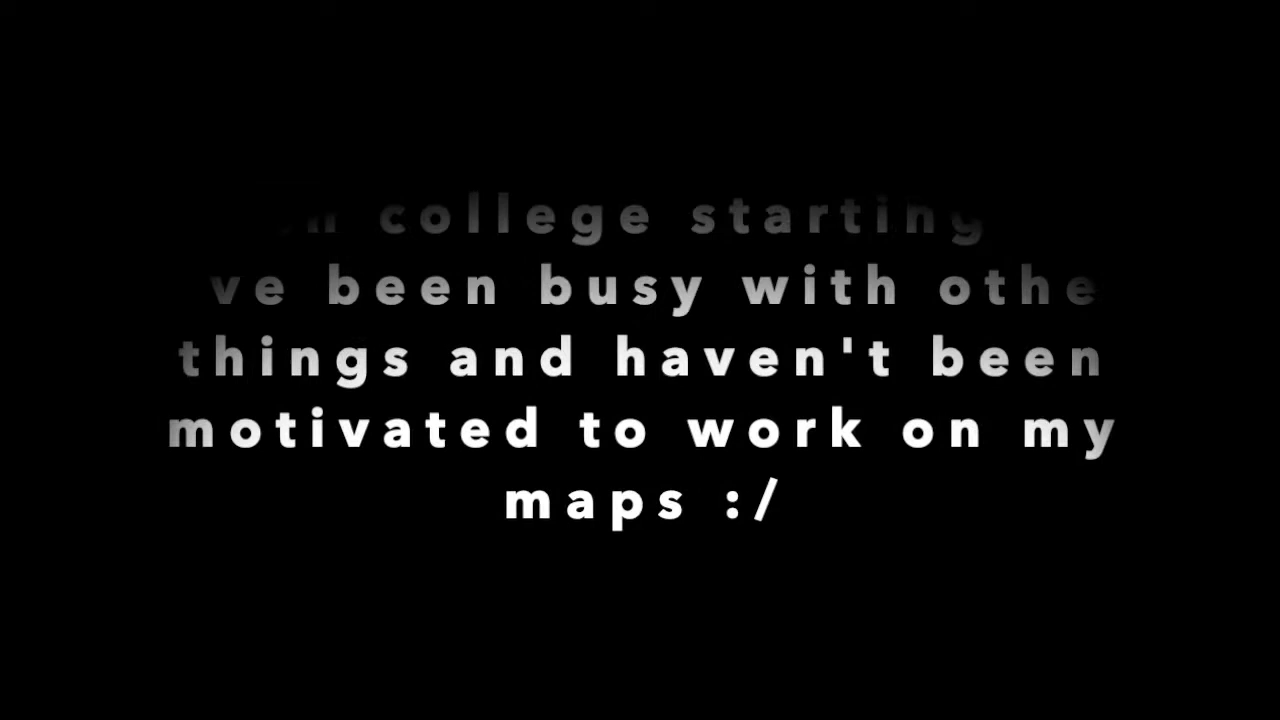 college starting
ve been busy with othe
things and haven't been
motivated to work on my
maps :/